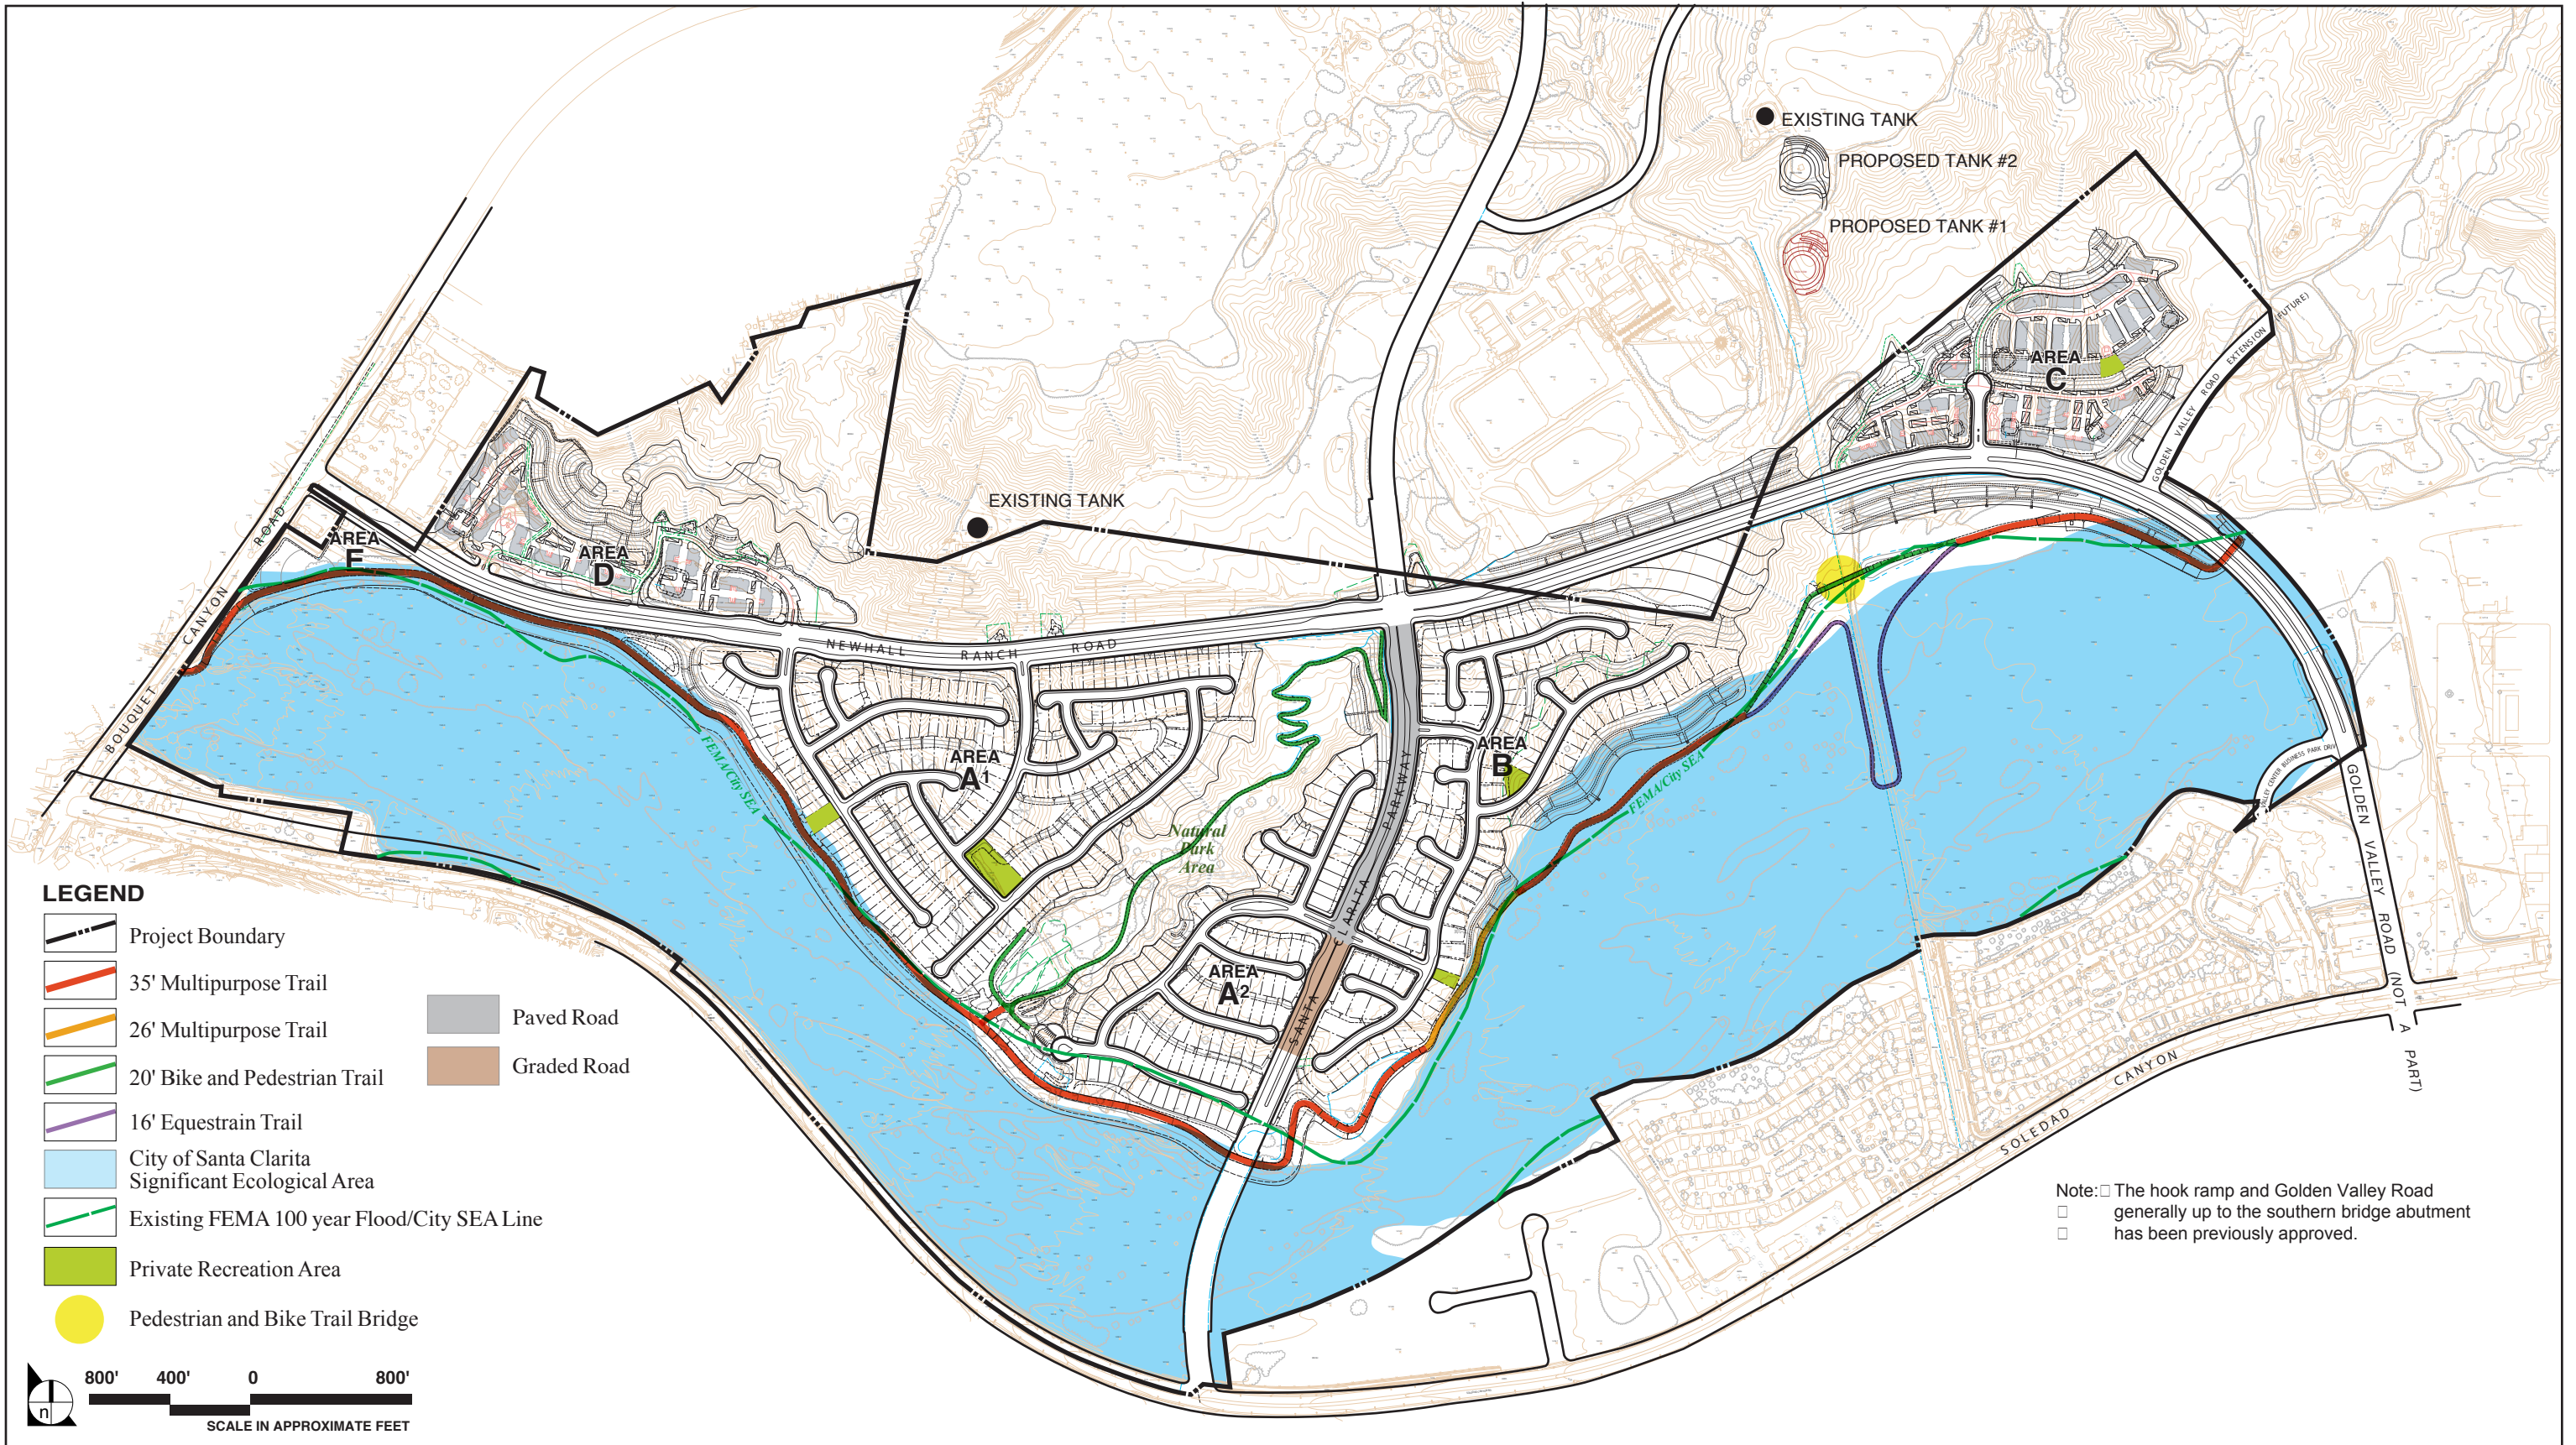 EXISTING TANK
PROPOSED TANK #2
PROPOSED TANK #1
GOLDEN VALLEY ROAD EXTENSION (FUTURE)
AREA
C
EXISTING TANK
AREA
E
AREA
D
BOUQUET CANYON ROAD
NEWHALL RANCH ROAD
AREA
A1
AREA
B
FEMA/City SEA
FEMA/City SEA
Natural
Park
Area
AREA
A2
SANTA CLARITA PARKWAY
VALLEY CENTER BUSINESS PARK DRIV
GOLDEN VALLEY ROAD (NOT A PART)
SOLEDAD CANYON
LEGEND
Project Boundary
35' Multipurpose Trail
26' Multipurpose Trail
20' Bike and Pedestrian Trail
16' Equestrain Trail
City of Santa Clarita
Significant Ecological Area
Existing FEMA 100 year Flood/City SEA Line
Private Recreation Area
Pedestrian and Bike Trail Bridge
Paved Road
Graded Road
Note: The hook ramp and Golden Valley Road
generally up to the southern bridge abutment
has been previously approved.
n
800' 400' 0 800'
SCALE IN APPROXIMATE FEET